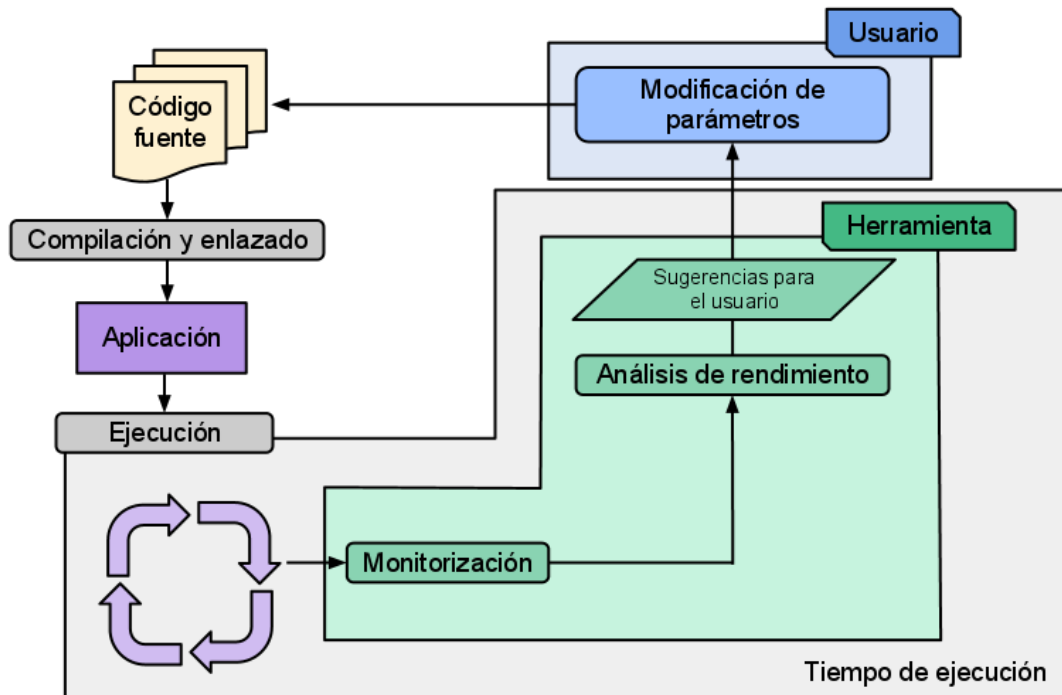 Usuario
Modificación de
parámetros
Código
fuente
Compilación y enlazado
Herramienta
Sugerencias para
el usuario
Aplicación
Análisis de rendimiento
Ejecución
Monitorización
Tiempo de ejecución